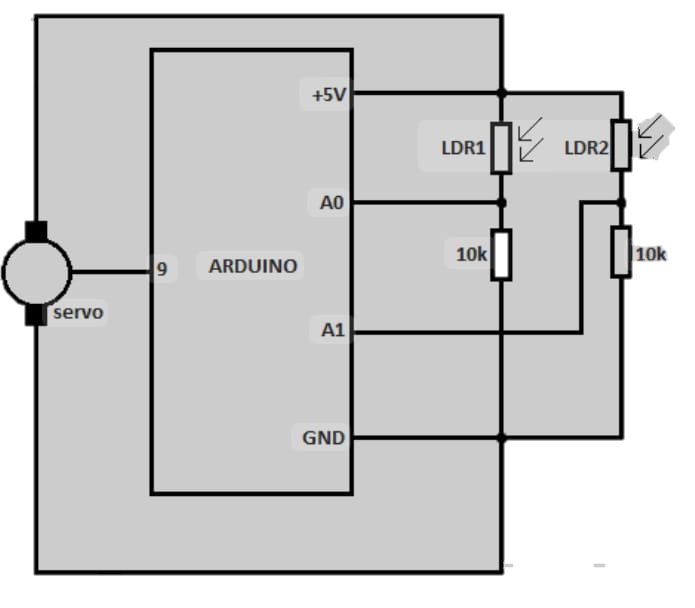 +5V
LDR1
LDR2
A0
10k
10k
9
ARDUINO
servo
A1
GND